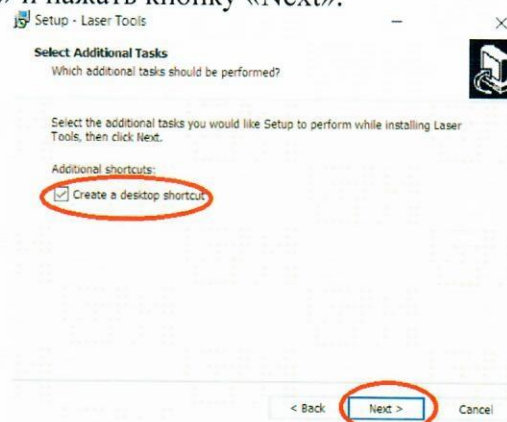 » и нажать кнопку «Next».
Setup - Laser Tools
Select Additional Tasks
Which additional tasks should be performed?
Select the additional tasks you would like Setup to perform while installing Laser
Tools, then click Next.
Additional shortcuts:
Create a desktop shortcut
< Back Next > Cancel